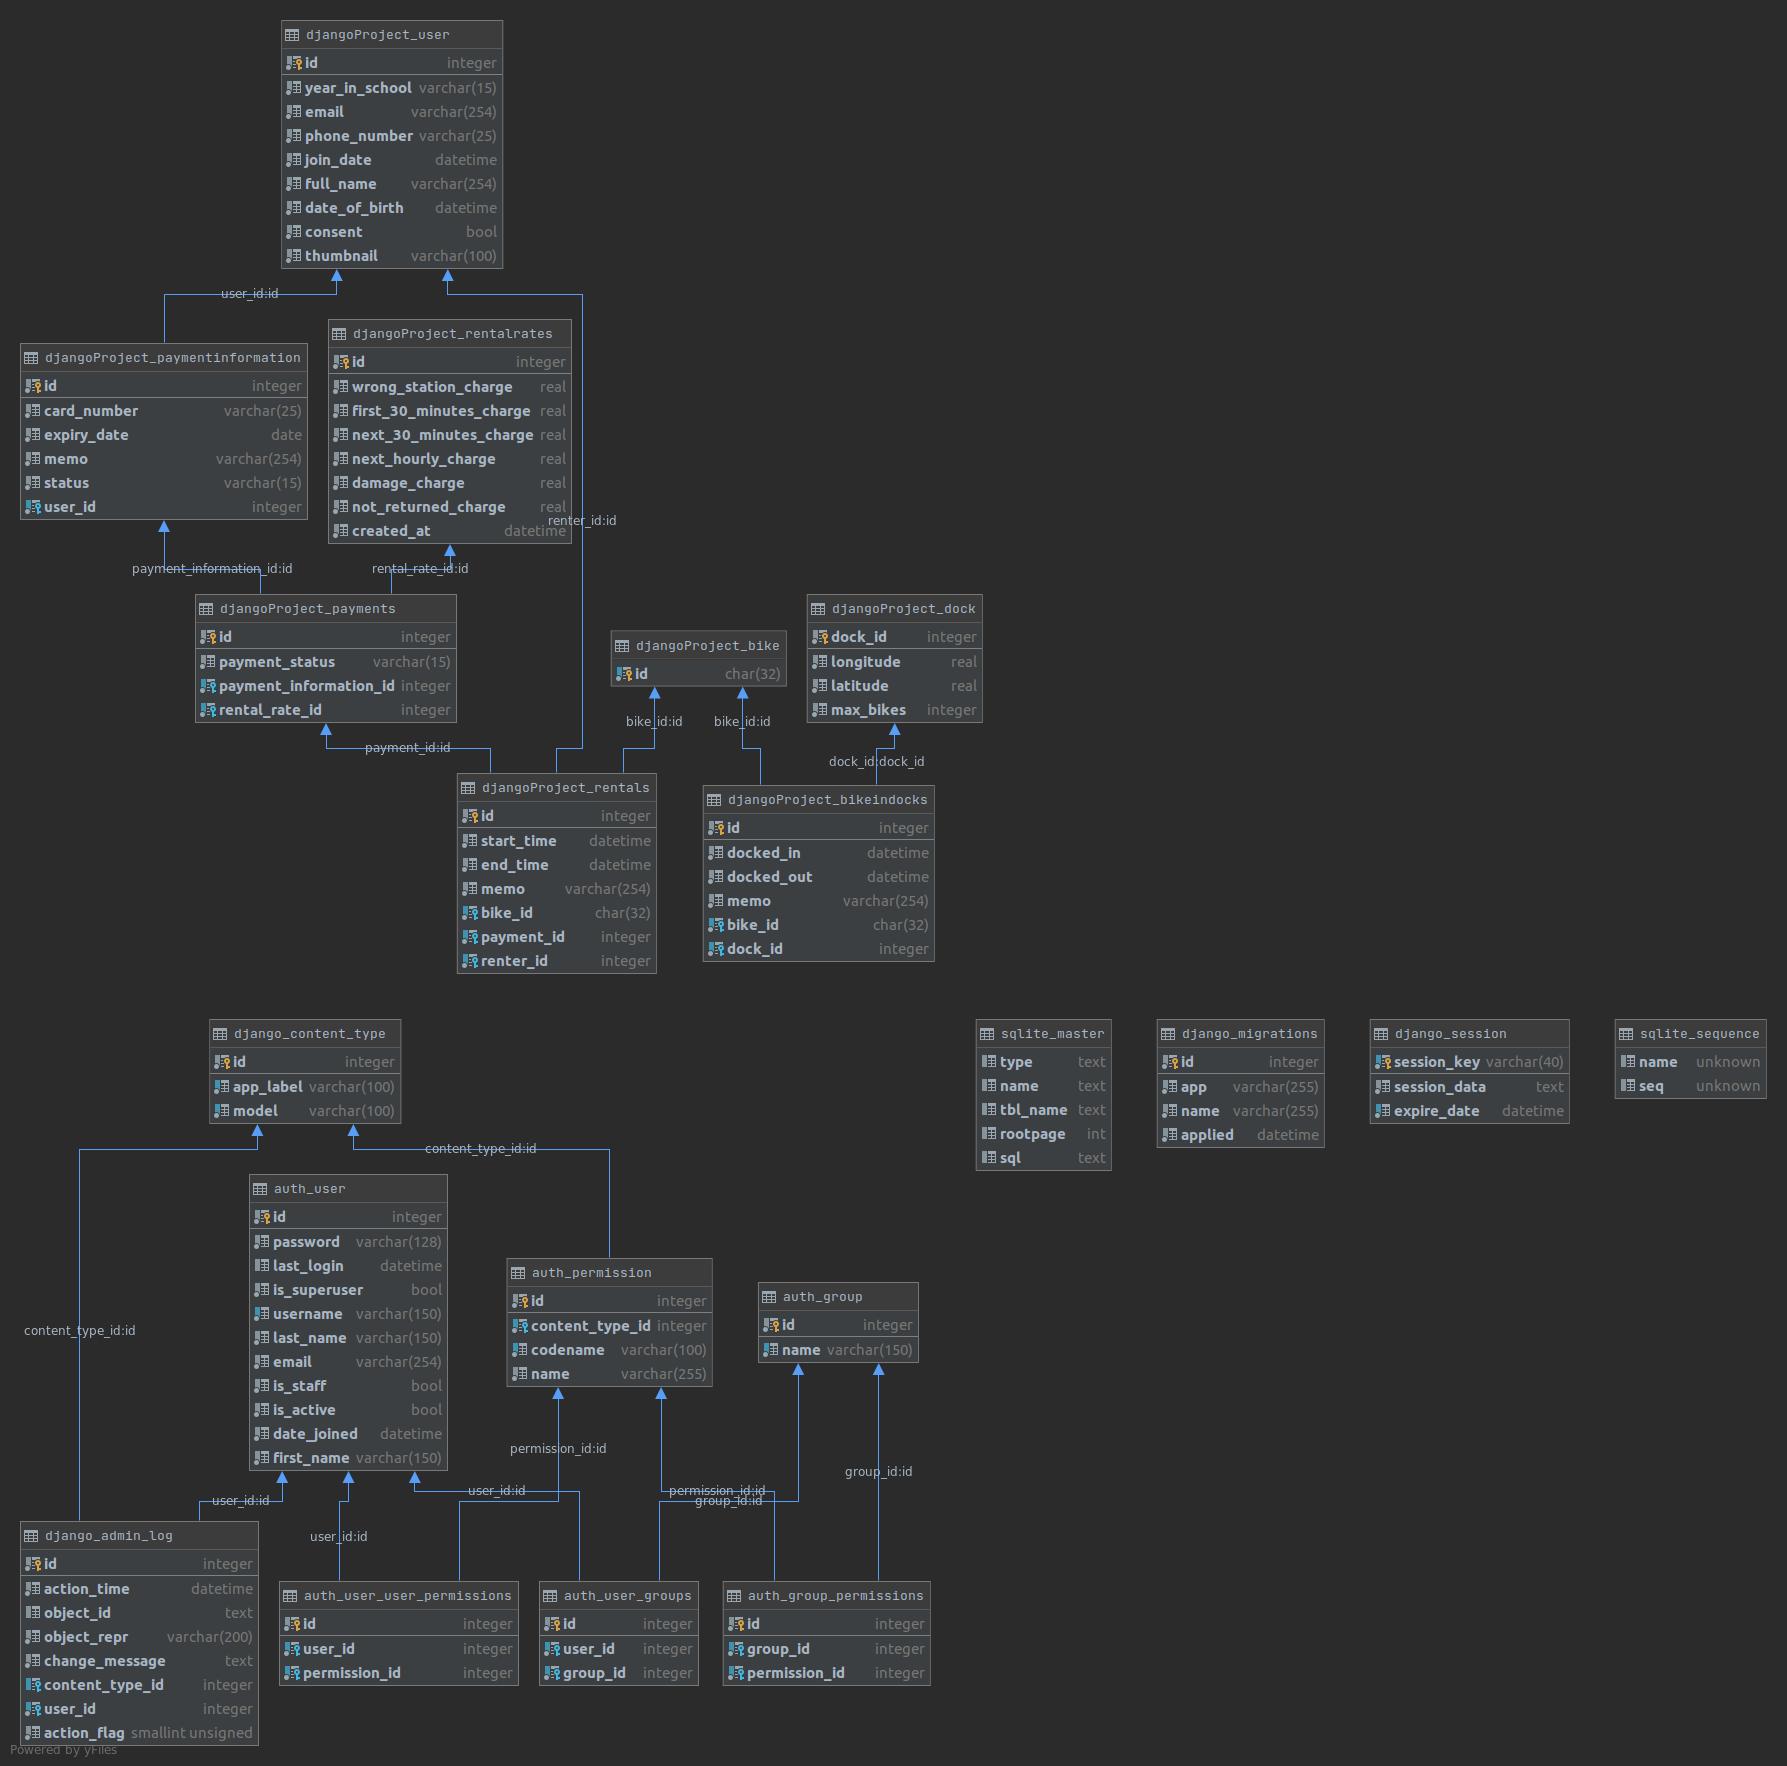 djangoProject_user
id integer
year_in_school varchar(15)
email varchar(254)
phone_number varchar(25)
join_date datetime
full_name varchar(254)
date_of_birth datetime
consent bool
thumbnail varchar(100)
user_id:id
djangoProject_paymentinformation
id integer
card_number varchar(25)
expiry_date date
memo varchar(254)
status varchar(15)
user_id integer
djangoProject_rentalrates
id integer
wrong_station_charge real
first_30_minutes_charge real
next_30_minutes_charge real
next_hourly_charge real
damage_charge real
not_returned_charge real
created_at datetime
renter_id:id
payment_information_id:id
rental_rate_id:id
djangoProject_payments
id integer
payment_status varchar(15)
payment_information_id integer
rental_rate_id integer
djangoProject_bike
id char(32)
djangoProject_dock
dock_id integer
longitude real
latitude real
max_bikes integer
payment_id:id
bike_id:id
bike_id:id
dock_id:dock_id
djangoProject_rentals
id integer
start_time datetime
end_time datetime
memo varchar(254)
bike_id char(32)
payment_id integer
renter_id integer
djangoProject_bikeindocks
id integer
docked_in datetime
docked_out datetime
memo varchar(254)
bike_id char(32)
dock_id integer
django_content_type
id integer
app_label varchar(100)
model varchar(100)
sqlite_master
type text
name text
tbl_name text
rootpage int
sql text
django_migrations
id integer
app varchar(255)
name varchar(255)
applied datetime
django_session
session_key varchar(40)
session_data text
expire_date datetime
sqlite_sequence
name unknown
seq unknown
content_type_id:id
content_type_id:id
auth_user
id integer
password varchar(128)
last_login datetime
is_superuser bool
username varchar(150)
last_name varchar(150)
email varchar(254)
is_staff bool
is_active bool
date_joined datetime
first_name varchar(150)
auth_permission
id integer
content_type_id integer
codename varchar(100)
name varchar(255)
auth_group
id integer
name varchar(150)
permission_id:id
group_id:id
user_id:id
user_id:id
permission_id:id
group_id:id
user_id:id
django_admin_log
id integer
action_time datetime
object_id text
object_repr varchar(200)
change_message text
content_type_id integer
user_id integer
action_flag smallint unsigned
auth_user_user_permissions
id integer
user_id integer
permission_id integer
auth_user_groups
id integer
user_id integer
group_id integer
auth_group_permissions
id integer
group_id integer
permission_id integer
Powered by yFiles